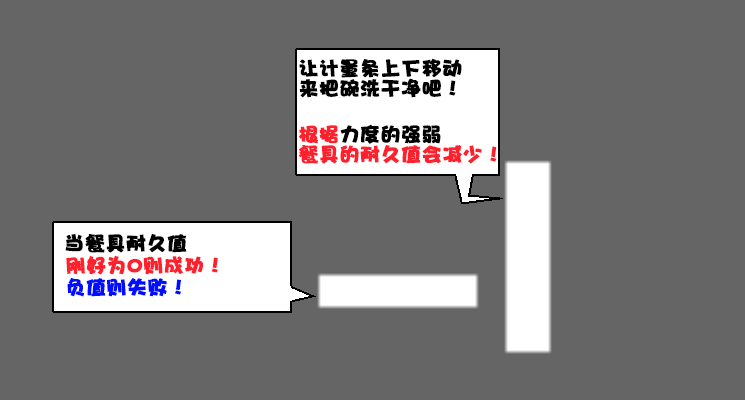 让计量条上下移动
来把碗洗干净吧！
根据力度的强弱
餐具的耐久值会减少！
当餐具耐久值
刚好为0则成功！
负值则失败！